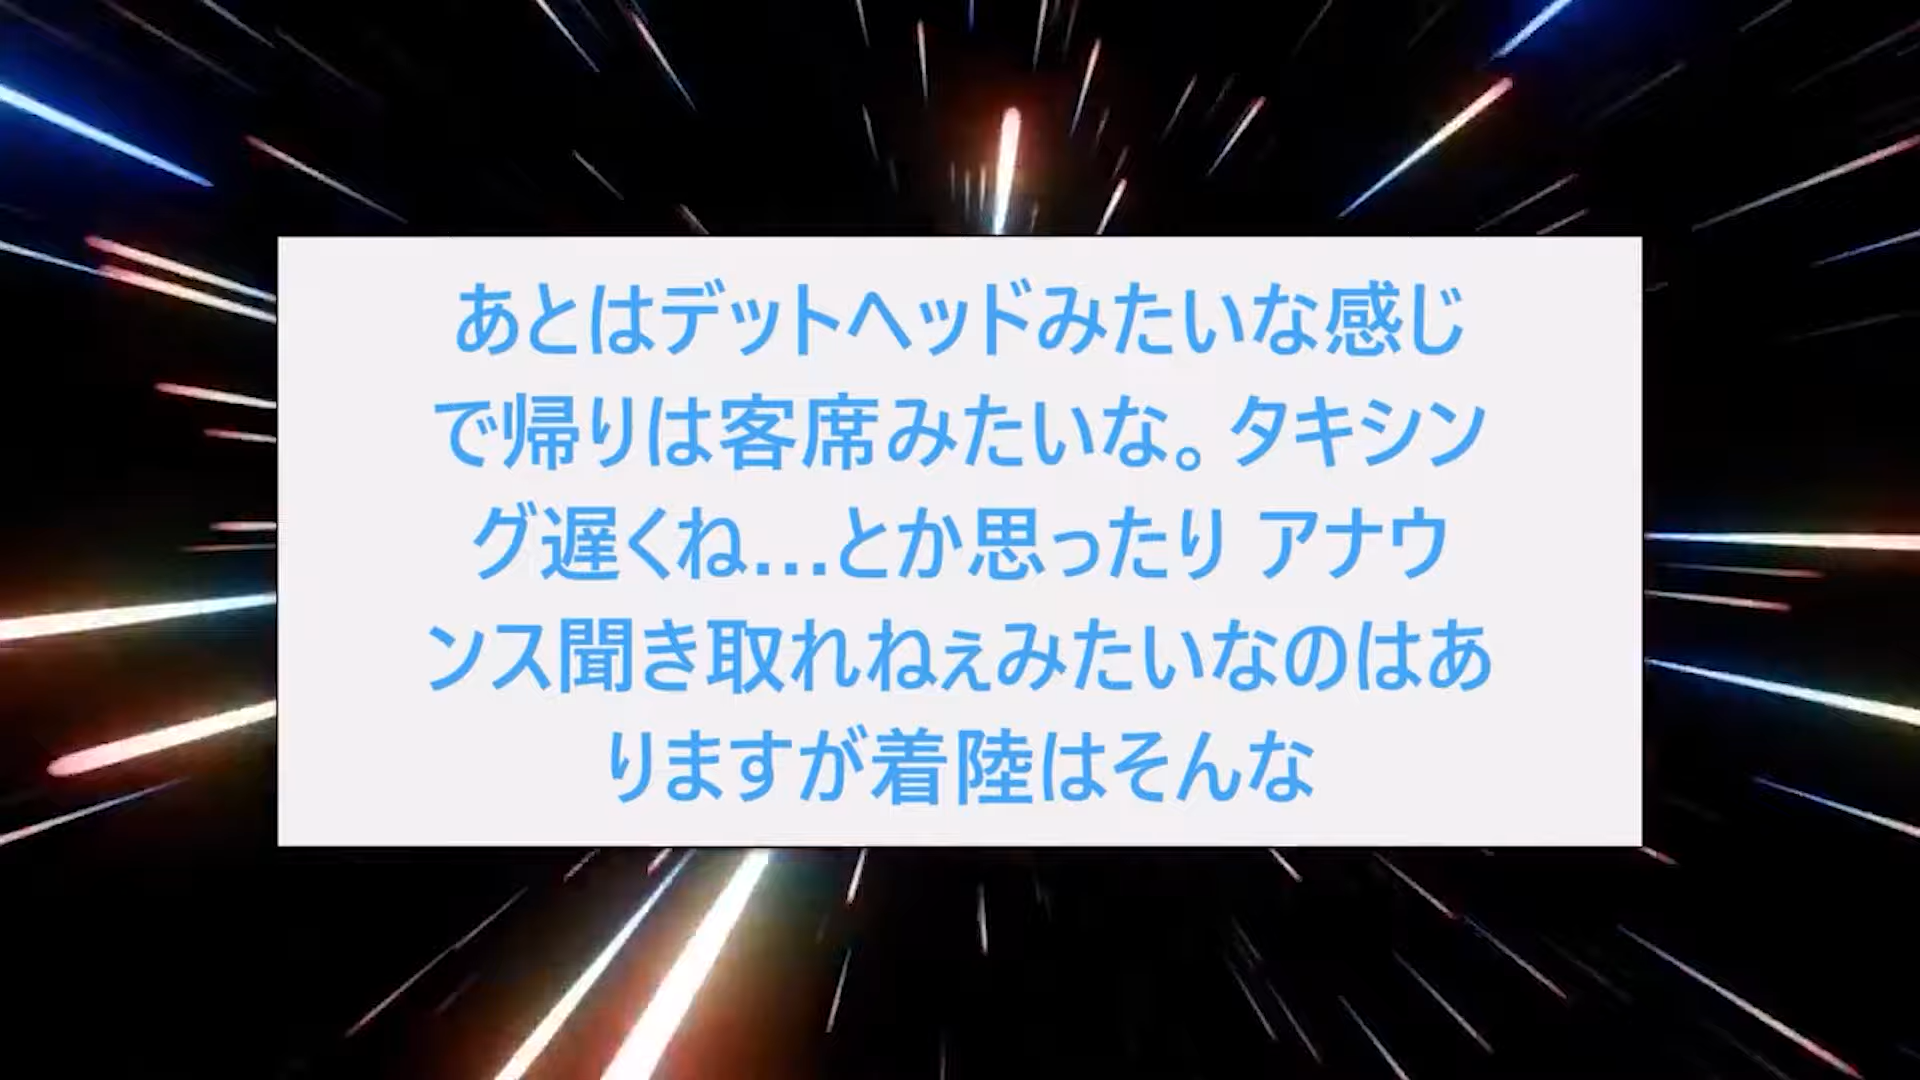 あとはデットヘッドみたいな感じ
で帰りは客席みたいな。タキシン
グ遅くね...とか思ったり アナウ
ンス聞き取れねぇみたいなのはあ
りますが着陸はそんな